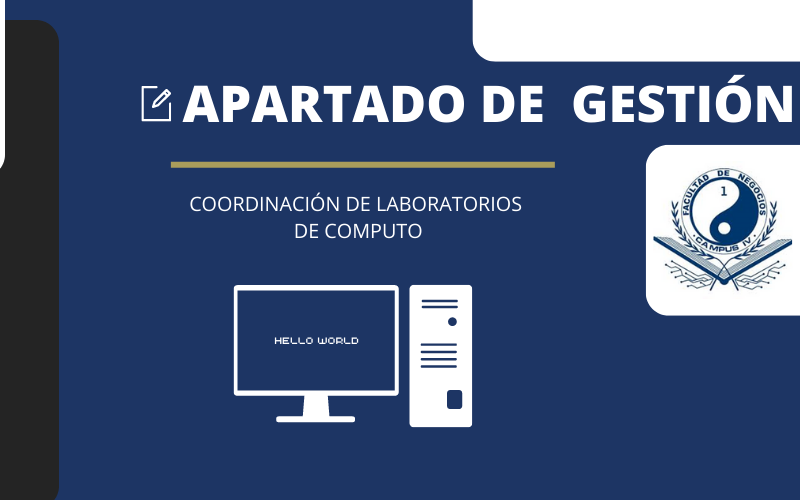 APARTADO DE GESTIÓN
COORDINACIÓN DE LABORATORIOS
DE COMPUTO
FACULTAD DE NEGOCIOS
1
· CAMPUS IV ·
HELLO WORLD